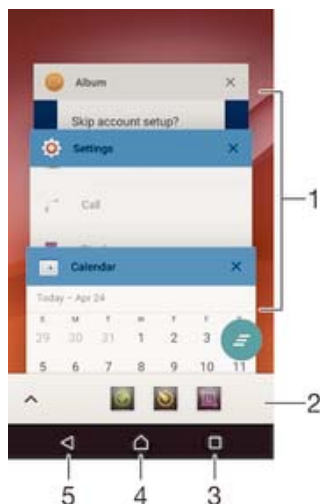 Album
Skip account setup?
Settings
Call
Calendar
Today - Apr 24
S M T W T F
29 30 31 1 2 3
5 6 7 8 9 10 11
1
2
5 4 3